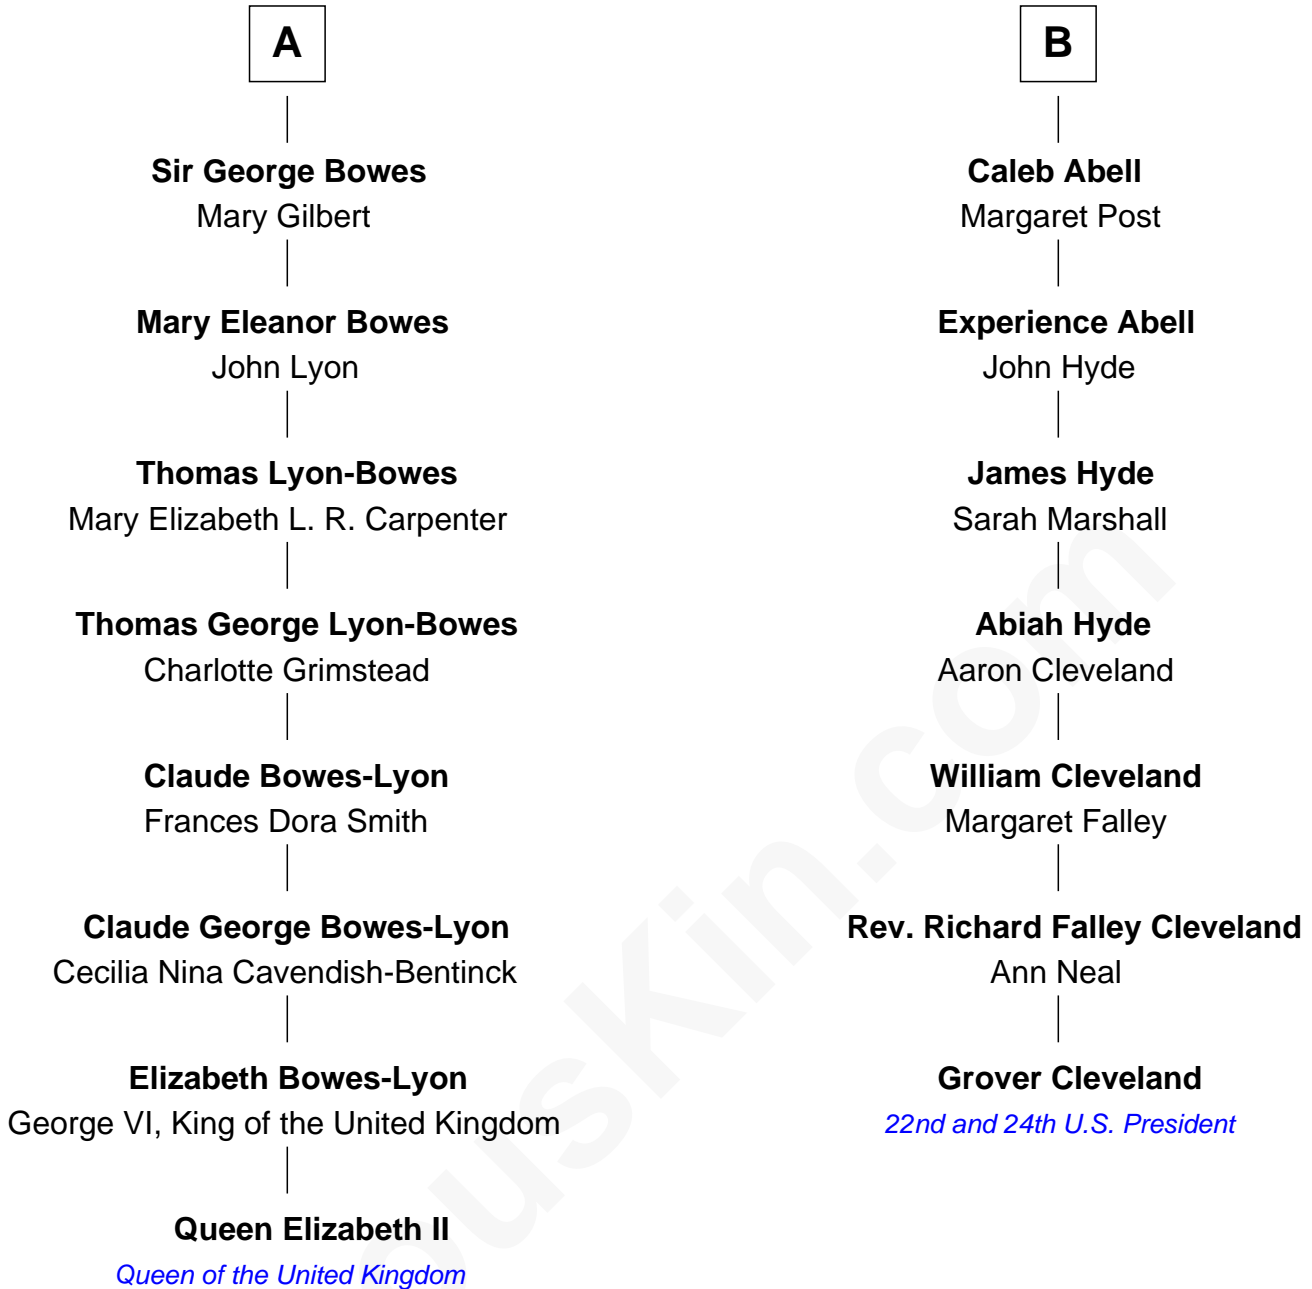 A
Sir George Bowes
Mary Gilbert
Mary Eleanor Bowes
John Lyon
Thomas Lyon-Bowes
Mary Elizabeth L. R. Carpenter
Thomas George Lyon-Bowes
Charlotte Grimstead
Claude Bowes-Lyon
Frances Dora Smith
Claude George Bowes-Lyon
Cecilia Nina Cavendish-Bentinck
Elizabeth Bowes-Lyon
George VI, King of the United Kingdom
Queen Elizabeth II
Queen of the United Kingdom
B
Caleb Abell
Margaret Post
Experience Abell
John Hyde
James Hyde
Sarah Marshall
Abiah Hyde
Aaron Cleveland
William Cleveland
Margaret Falley
Rev. Richard Falley Cleveland
Ann Neal
Grover Cleveland
22nd and 24th U.S. President
ousKin.com